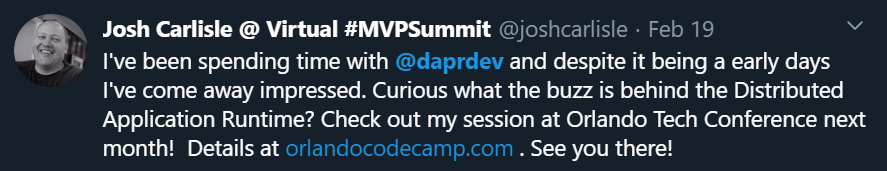 Josh Carlisle @ Virtual #MVPSummit @joshcarlisle · Feb 19
I've been spending time with @daprdev and despite it being a early days
I've come away impressed. Curious what the buzz is behind the Distributed
Application Runtime? Check out my session at Orlando Tech Conference next
month!  Details at orlandocodecamp.com . See you there!